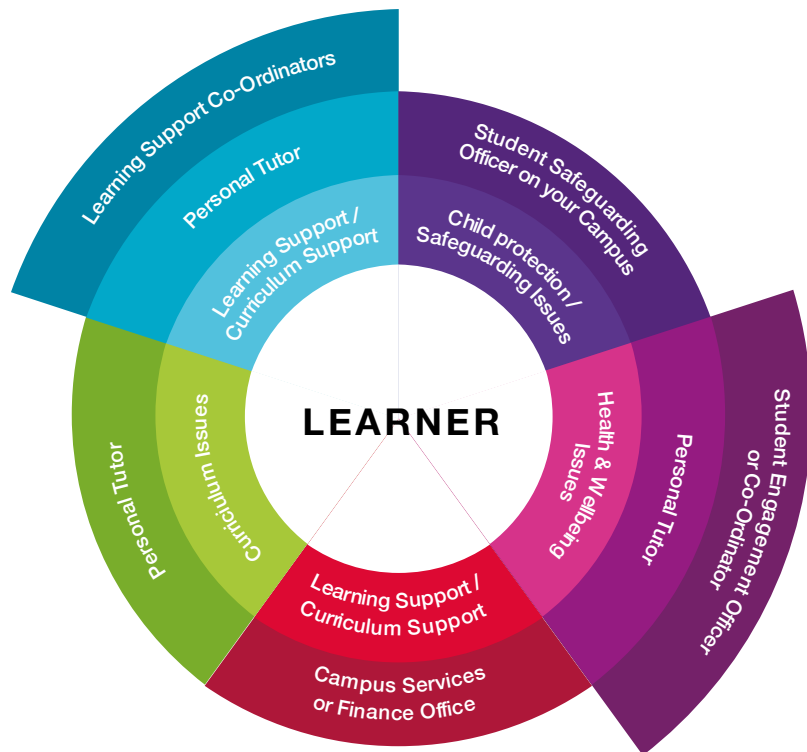 Learning Support Co-Ordinators
Personal Tutor
Learning Support /
Curriculum Support
Student Safeguarding
Officer on your Campus
Child protection /
Safeguarding Issues
LEARNER
Health & Wellbeing
Issues
Personal Tutor
Student Engagement Officer
or Co-Ordinator
Learning Support /
Curriculum Support
Campus Services
or Finance Office
Curriculum Issues
Personal Tutor